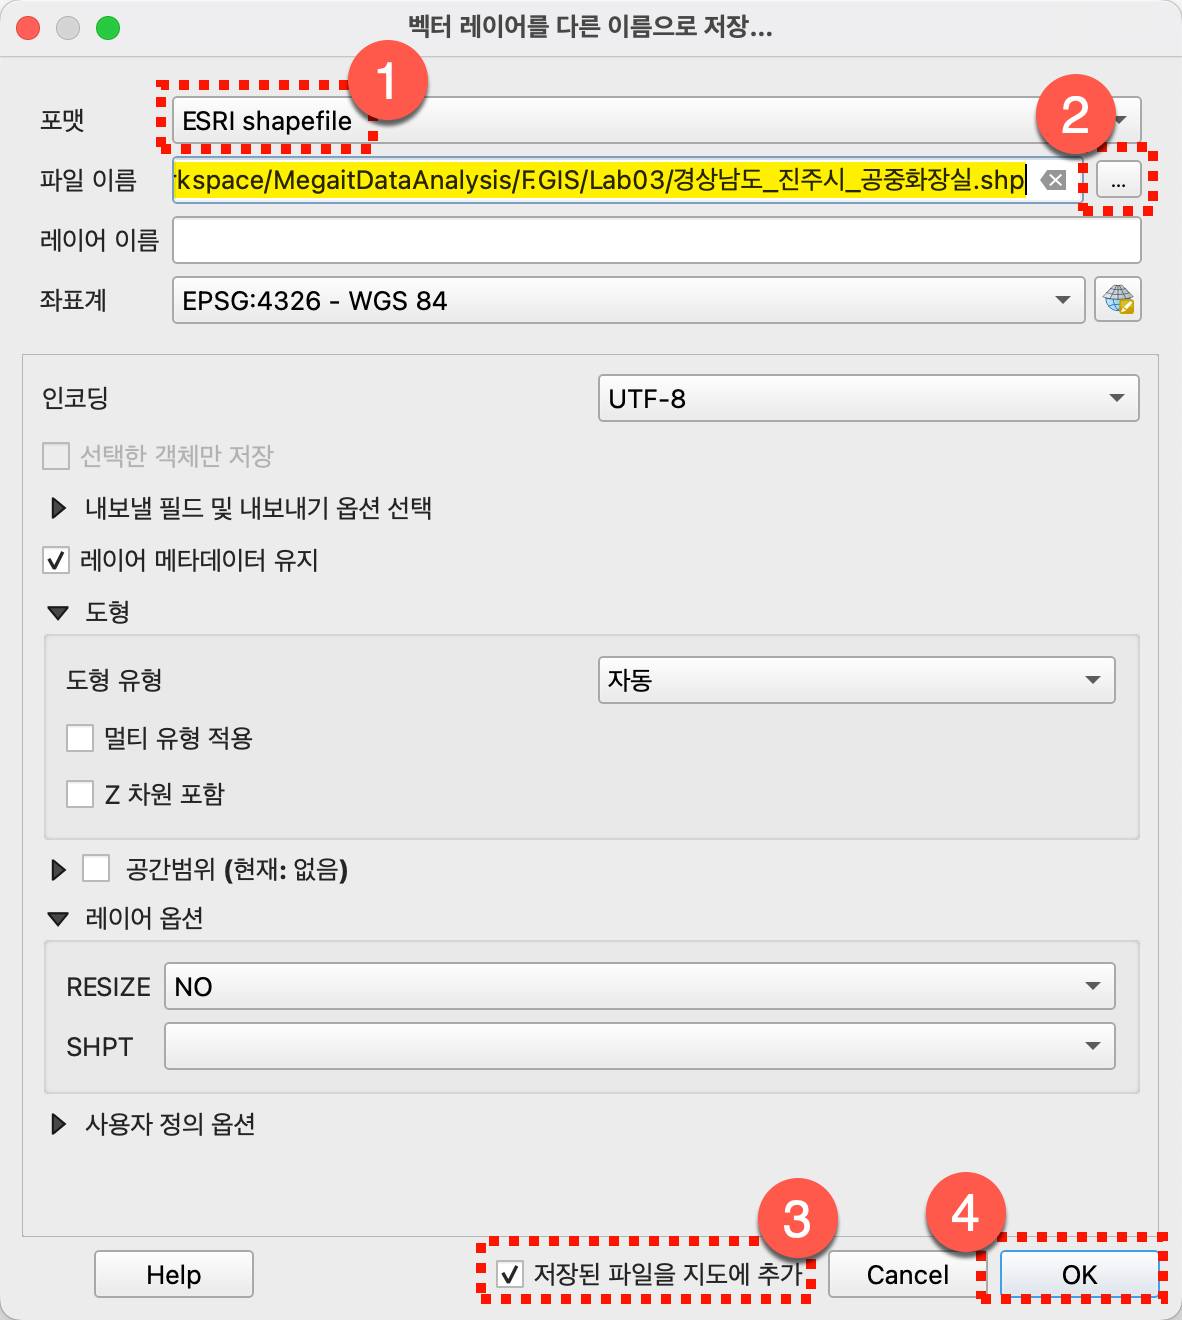 벡터 레이어를 다른 이름으로 저장...
1
포맷 ESRI shapefile
2
파일 이름 rkspace/MegaitDataAnalysis/F.GIS/Lab03/경상남도_진주시_공중화장실.shp ...
레이어 이름
좌표계 EPSG:4326 - WGS 84
인코딩 UTF-8
선택한 객체만 저장
내보낼 필드 및 내보내기 옵션 선택
레이어 메타데이터 유지
도형
도형 유형 자동
멀티 유형 적용
Z 차원 포함
공간범위 (현재: 없음)
레이어 옵션
RESIZE NO
SHPT
사용자 정의 옵션
3 4
Help 저장된 파일을 지도에 추가 Cancel OK